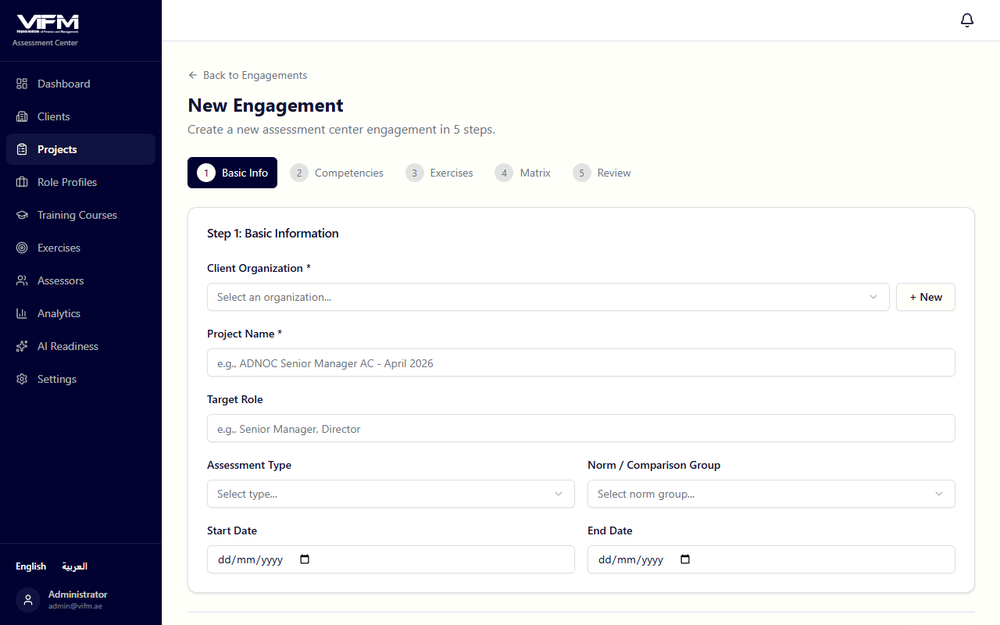 VIFM
Virginia Institute of Finance and Management
Assessment Center
Dashboard
Clients
Projects
Role Profiles
Training Courses
Exercises
Assessors
Analytics
AI Readiness
Settings
English العربية
Administrator
admin@vifm.ae
Back to Engagements
New Engagement
Create a new assessment center engagement in 5 steps.
1 Basic Info 2 Competencies 3 Exercises 4 Matrix 5 Review
Step 1: Basic Information
Client Organization *
Select an organization...
+ New
Project Name *
e.g., ADNOC Senior Manager AC - April 2026
Target Role
e.g., Senior Manager, Director
Assessment Type Norm / Comparison Group
Select type... Select norm group...
Start Date End Date
dd/mm/yyyy dd/mm/yyyy